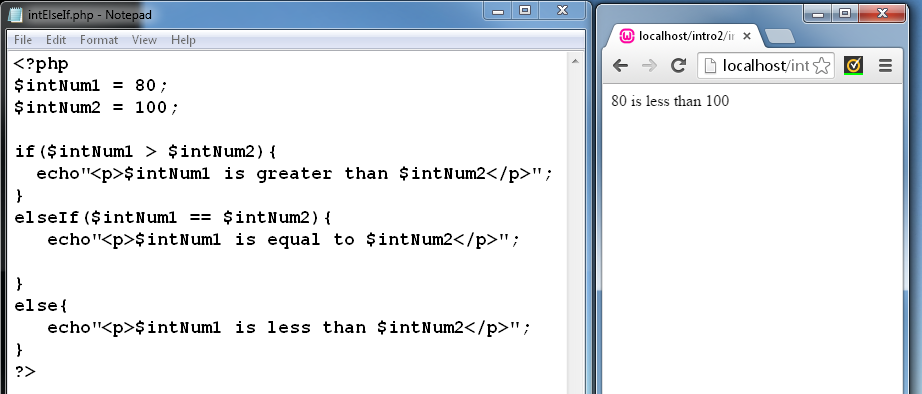 intElseIf.php - Notepad
File Edit Format View Help
<?php
$intNum1 = 80;
$intNum2 = 100;
if($intNum1 > $intNum2){
echo"<p>$intNum1 is greater than $intNum2</p>";
}
elseIf($intNum1 == $intNum2){
echo"<p>$intNum1 is equal to $intNum2</p>";
}
else{
echo"<p>$intNum1 is less than $intNum2</p>";
}
?>
localhost/intro2/in
localhost/int
80 is less than 100